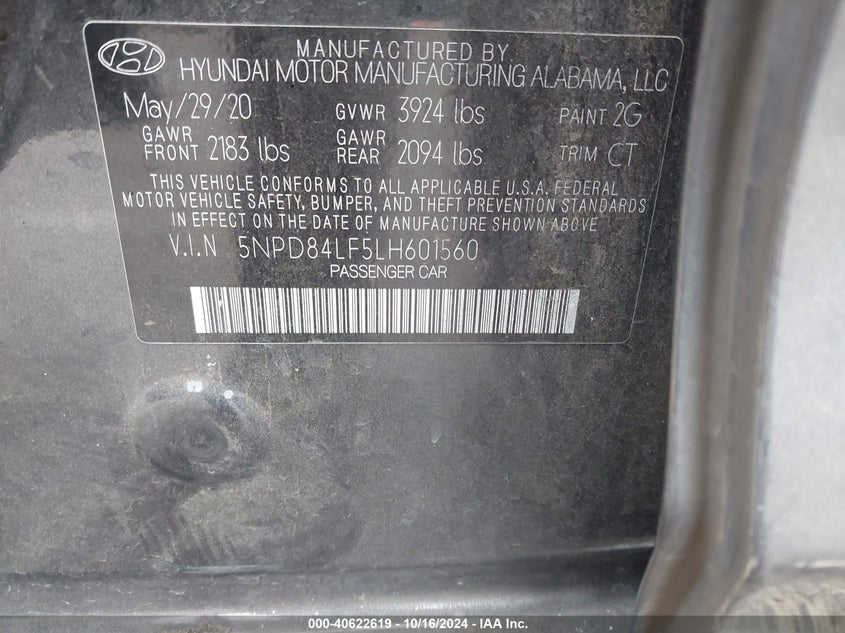 MANUFACTURED BY
HYUNDAI MOTOR MANUFACTURING ALABAMA, LLC
May/29/20 GVWR 3924 lbs PAINT 2G
GAWR FRONT 2183 lbs GAWR REAR 2094 lbs TRIM CT
THIS VEHICLE CONFORMS TO ALL APPLICABLE U.S.A. FEDERAL
MOTOR VEHICLE SAFETY, BUMPER, AND THEFT PREVENTION STANDARDS
IN EFFECT ON THE DATE OF MANUFACTURE SHOWN ABOVE
V.I.N 5NPD84LF5LH601560
PASSENGER CAR
000-40622619 - 10/16/2024 - IAA Inc.